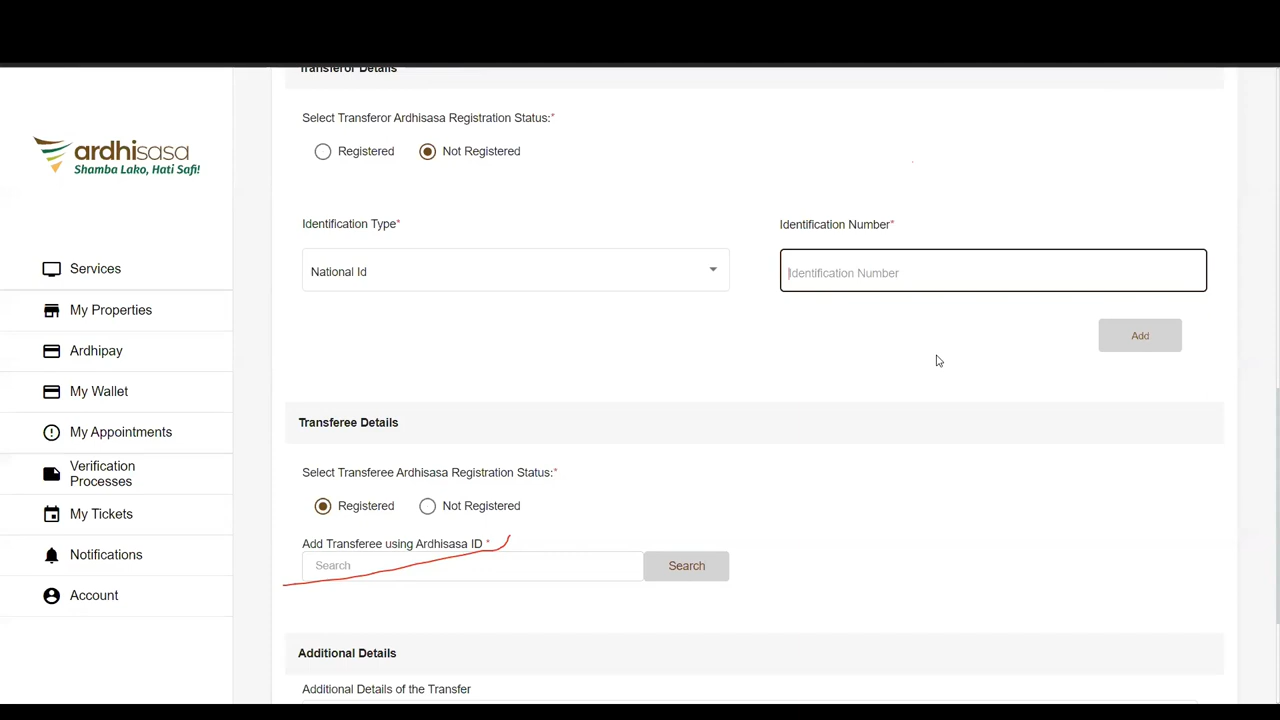 Transferor Details
Select Transferor Ardhisasa Registration Status:*
Registered
Not Registered
Identification Type*
National Id
Identification Number*
Identification Number
Add
Transferee Details
Select Transferee Ardhisasa Registration Status:*
Registered
Not Registered
Add Transferee using Ardhisasa ID *
Search
Search
Additional Details
Additional Details of the Transfer
ardhisasa
Shamba Lako, Hati Safi!
Services
My Properties
Ardhipay
My Wallet
My Appointments
Verification
Processes
My Tickets
Notifications
Account